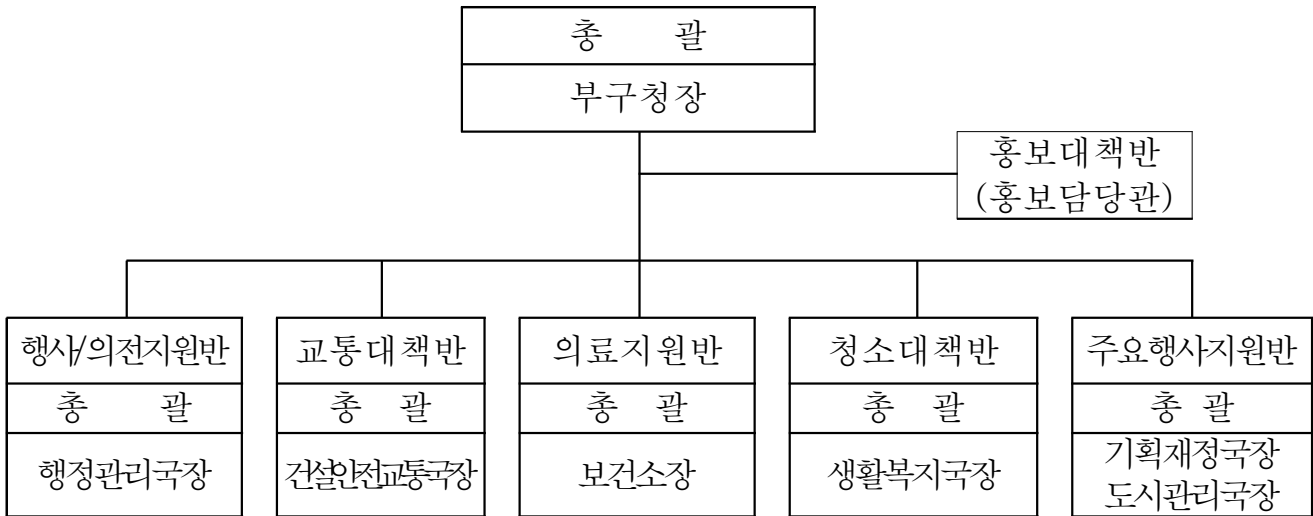 총 괄
부구청장
홍보대책반
(홍보담당관)
행사/의전지원반
총 괄
행정관리국장
교통대책반
총 괄
건설안전교통국장
의료지원반
총 괄
보건소장
청소대책반
총 괄
생활복지국장
주요행사지원반
총 괄
기획재정국장
도시관리국장